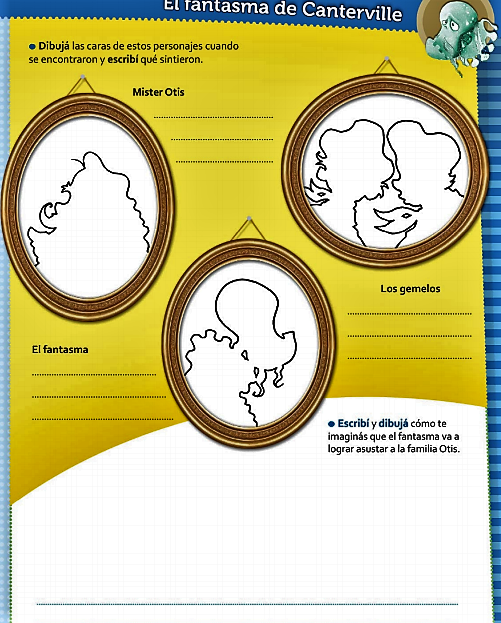 El fantasma de Canterville
● Dibujá las caras de estos personajes cuando
se encontraron y escribí qué sintieron.
Mister Otis
Los gemelos
El fantasma
● Escribí y dibujá cómo te
imaginás que el fantasma va a
lograr asustar a la familia Otis.